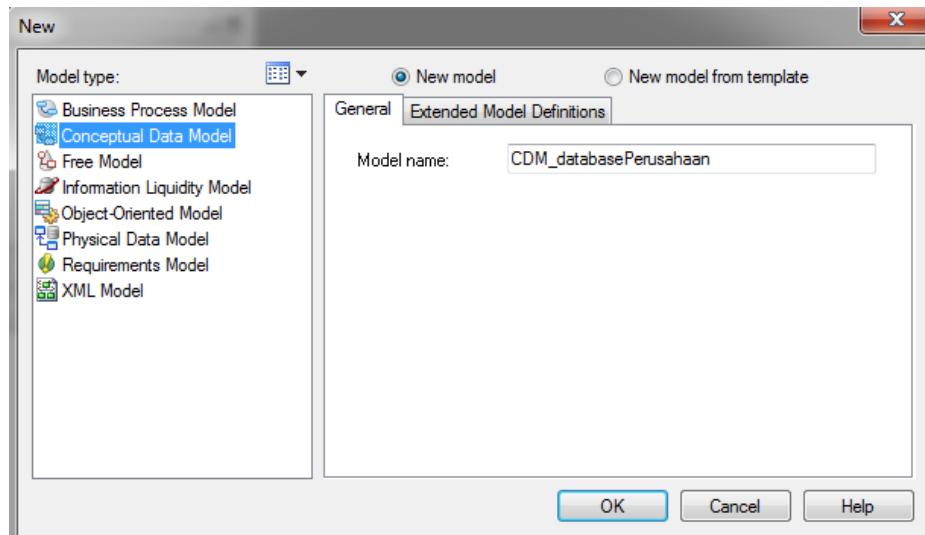 New
Model type:
New model
New model from template
Business Process Model
Conceptual Data Model
Free Model
Information Liquidity Model
Object-Oriented Model
Physical Data Model
Requirements Model
XML Model
General
Extended Model Definitions
Model name:
CDM_databasePerusahaan
OK
Cancel
Help